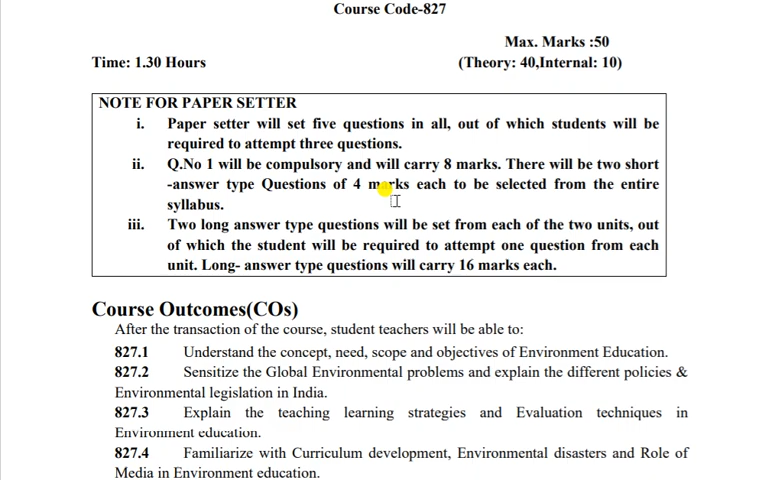 Course Code-827
Max. Marks :50
Time: 1.30 Hours (Theory: 40,Internal: 10)
NOTE FOR PAPER SETTER
i. Paper setter will set five questions in all, out of which students will be
required to attempt three questions.
ii. Q.No 1 will be compulsory and will carry 8 marks. There will be two short
-answer type Questions of 4 marks each to be selected from the entire
syllabus.
iii. Two long answer type questions will be set from each of the two units, out
of which the student will be required to attempt one question from each
unit. Long- answer type questions will carry 16 marks each.
Course Outcomes(COs)
After the transaction of the course, student teachers will be able to:
827.1 Understand the concept, need, scope and objectives of Environment Education.
827.2 Sensitize the Global Environmental problems and explain the different policies &
Environmental legislation in India.
827.3 Explain the teaching learning strategies and Evaluation techniques in
Environment education.
827.4 Familiarize with Curriculum development, Environmental disasters and Role of
Media in Environment education.